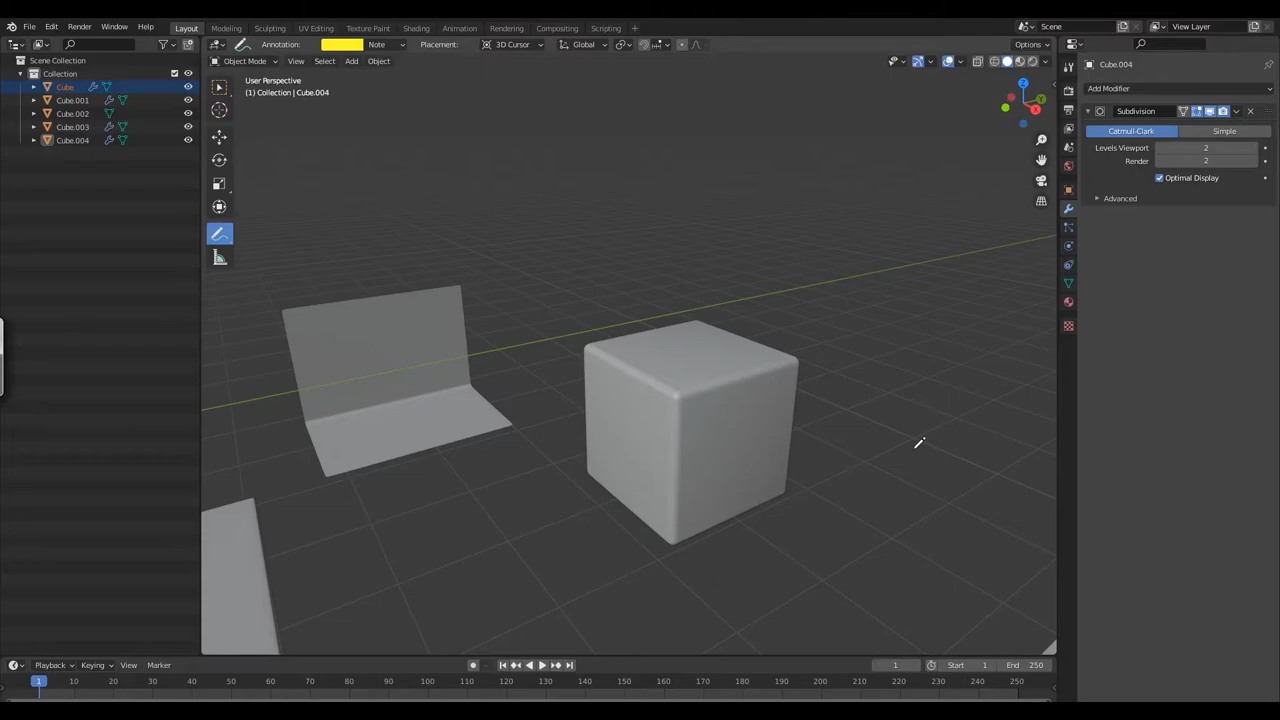 File Edit Render Window Help Layout Modeling Sculpting UV Editing Texture Paint Shading Animation Rendering Compositing Scripting + Scene View Layer
Annotation: Note Placement: 3D Cursor Global Options
Object Mode View Select Add Object
Scene Collection
Collection
Cube
Cube.001
Cube.002
Cube.003
Cube.004
User Perspective
(1) Collection | Cube.004
Z
Y
X
Cube.004
Add Modifier
Subdivision
Catmull-Clark Simple
Levels Viewport 2
Render 2
Optimal Display
Advanced
Playback Keying View Marker 1 Start 1 End 250
1 10 20 30 40 50 60 70 80 90 100 110 120 130 140 150 160 170 180 190 200 210 220 230 240 250